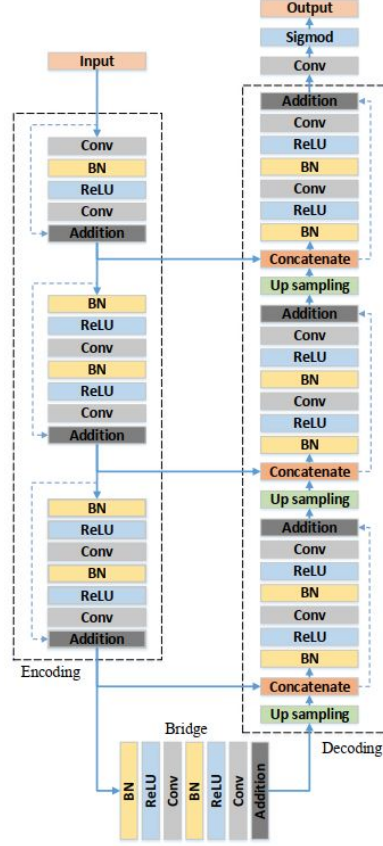 Input
Conv
BN
ReLU
Conv
Addition
BN
ReLU
Conv
BN
ReLU
Conv
Addition
BN
ReLU
Conv
BN
ReLU
Conv
Addition
Encoding
Bridge
BN
ReLU
Conv
BN
ReLU
Conv
Addition
Output
Sigmod
Conv
Addition
Conv
ReLU
BN
Conv
ReLU
BN
Concatenate
Up sampling
Addition
Conv
ReLU
BN
Conv
ReLU
BN
Concatenate
Up sampling
Addition
Conv
ReLU
BN
Conv
ReLU
BN
Concatenate
Up sampling
Decoding